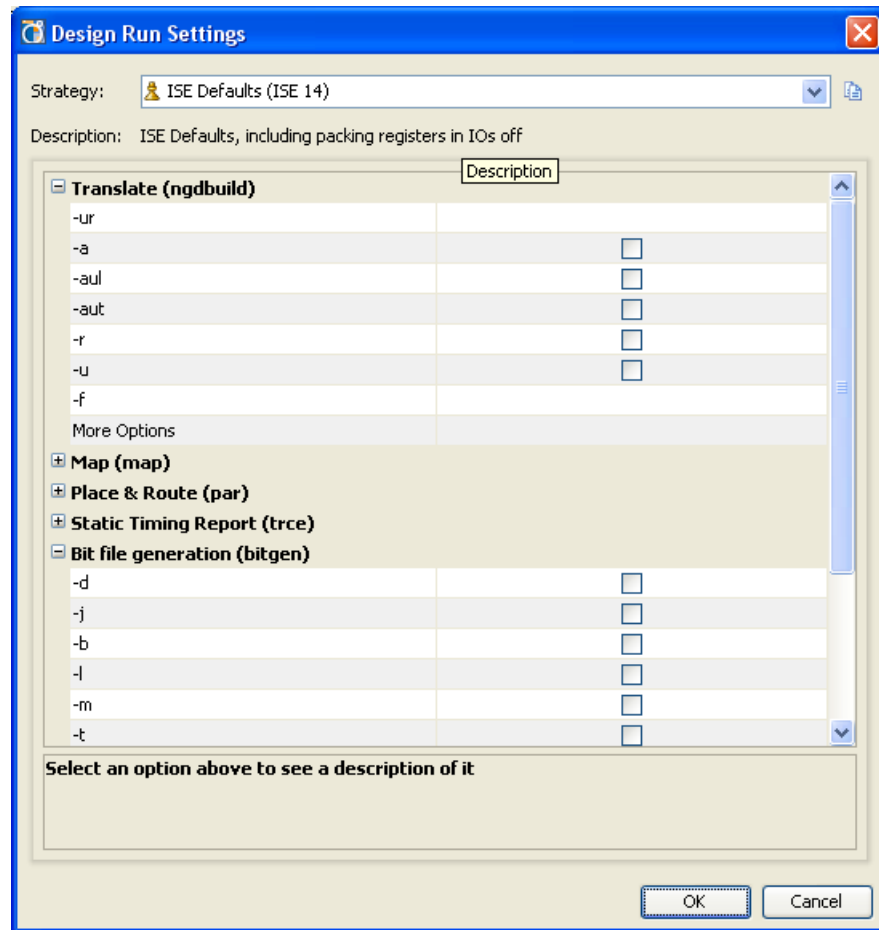 Design Run Settings
Strategy: ISE Defaults (ISE 14)
Description: ISE Defaults, including packing registers in IOs off
Description
Translate (ngdbuild)
-ur
-a
-aul
-aut
-r
-u
-f
More Options
Map (map)
Place & Route (par)
Static Timing Report (trce)
Bit file generation (bitgen)
-d
-j
-b
-l
-m
-t
Select an option above to see a description of it
OK Cancel